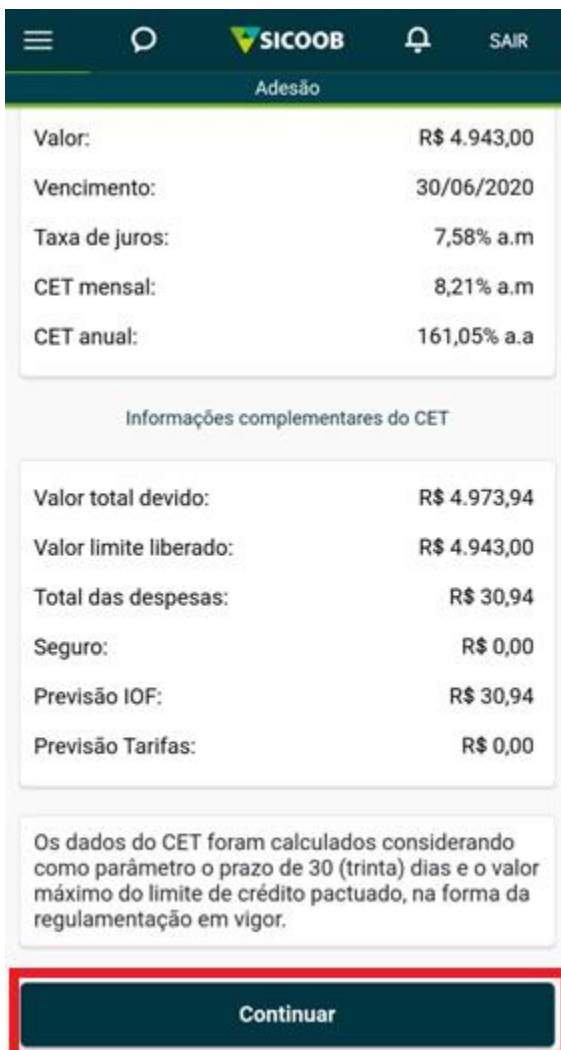 SICOOB
SAIR
Adesão
Valor: R$ 4.943,00
Vencimento: 30/06/2020
Taxa de juros: 7,58% a.m
CET mensal: 8,21% a.m
CET anual: 161,05% a.a
Informações complementares do CET
Valor total devido: R$ 4.973,94
Valor limite liberado: R$ 4.943,00
Total das despesas: R$ 30,94
Seguro: R$ 0,00
Previsão IOF: R$ 30,94
Previsão Tarifas: R$ 0,00
Os dados do CET foram calculados considerando
como parâmetro o prazo de 30 (trinta) dias e o valor
máximo do limite de crédito pactuado, na forma da
regulamentação em vigor.
Continuar